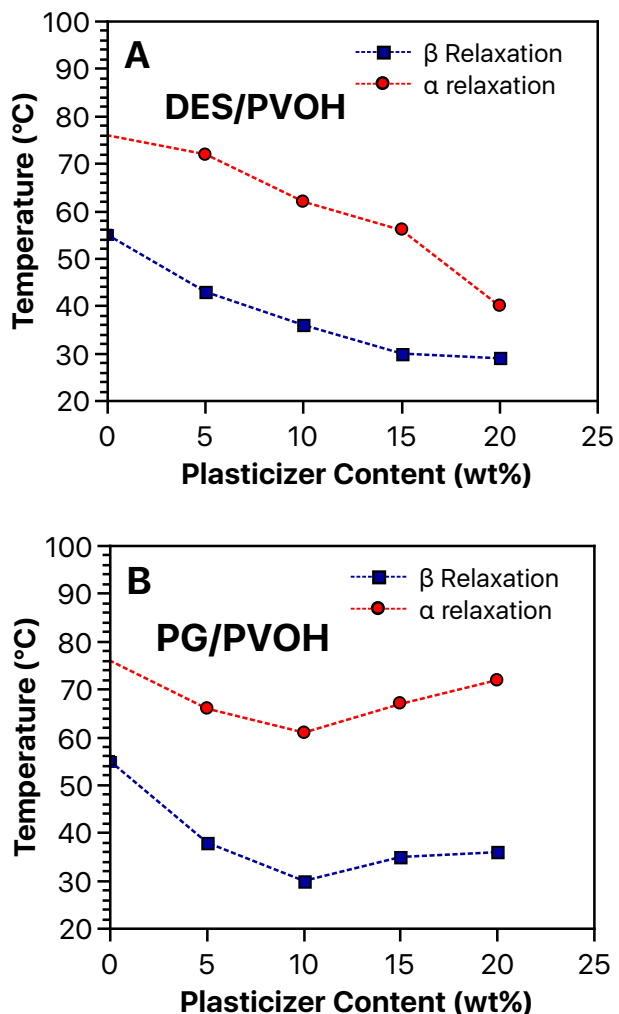 A
β Relaxation
α relaxation
DES/PVOH
100
90
80
70
60
50
40
30
20
Temperature (°C)
0 5 10 15 20 25
Plasticizer Content (wt%)
B
β Relaxation
α relaxation
PG/PVOH
100
90
80
70
60
50
40
30
20
Temperature (°C)
0 5 10 15 20 25
Plasticizer Content (wt%)